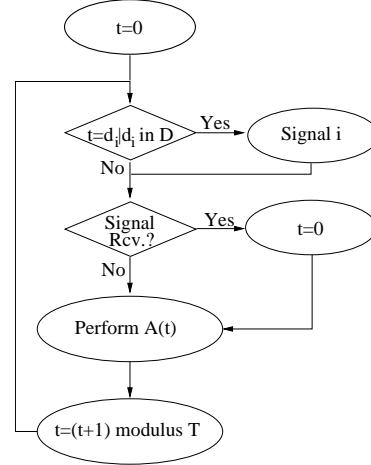 t=0
t=d_i|d_i in D
Yes
Signal i
No
Signal
Rcv.?
Yes
t=0
No
Perform A(t)
t=(t+1) modulus T